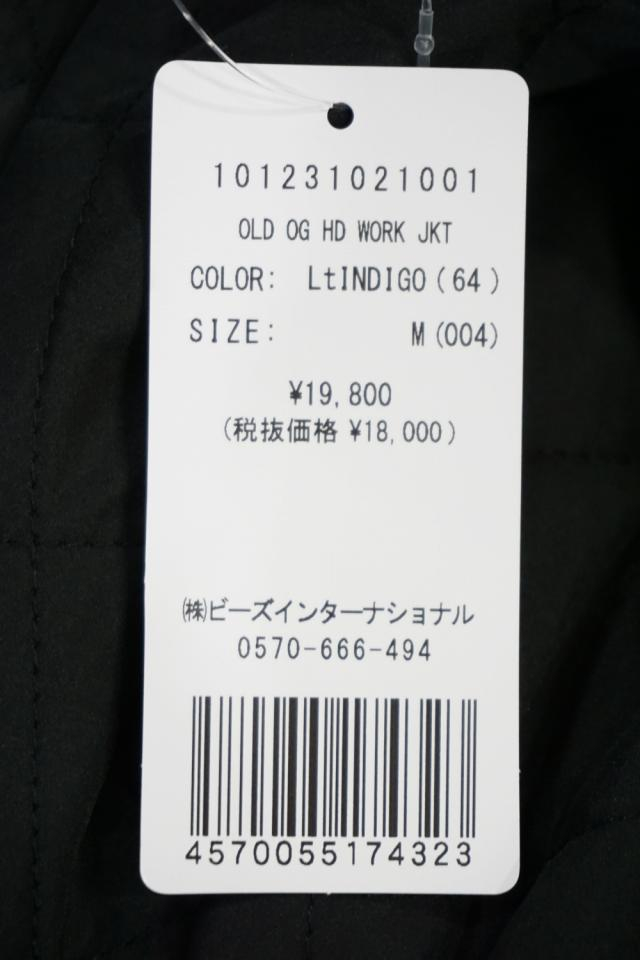 101231021001
OLD OG HD WORK JKT
COLOR: LtINDIGO(64)
SIZE: M(004)
¥19,800
(税抜価格 ¥18,000)
㈱ビーズインターナショナル
0570-666-494
4570055174323